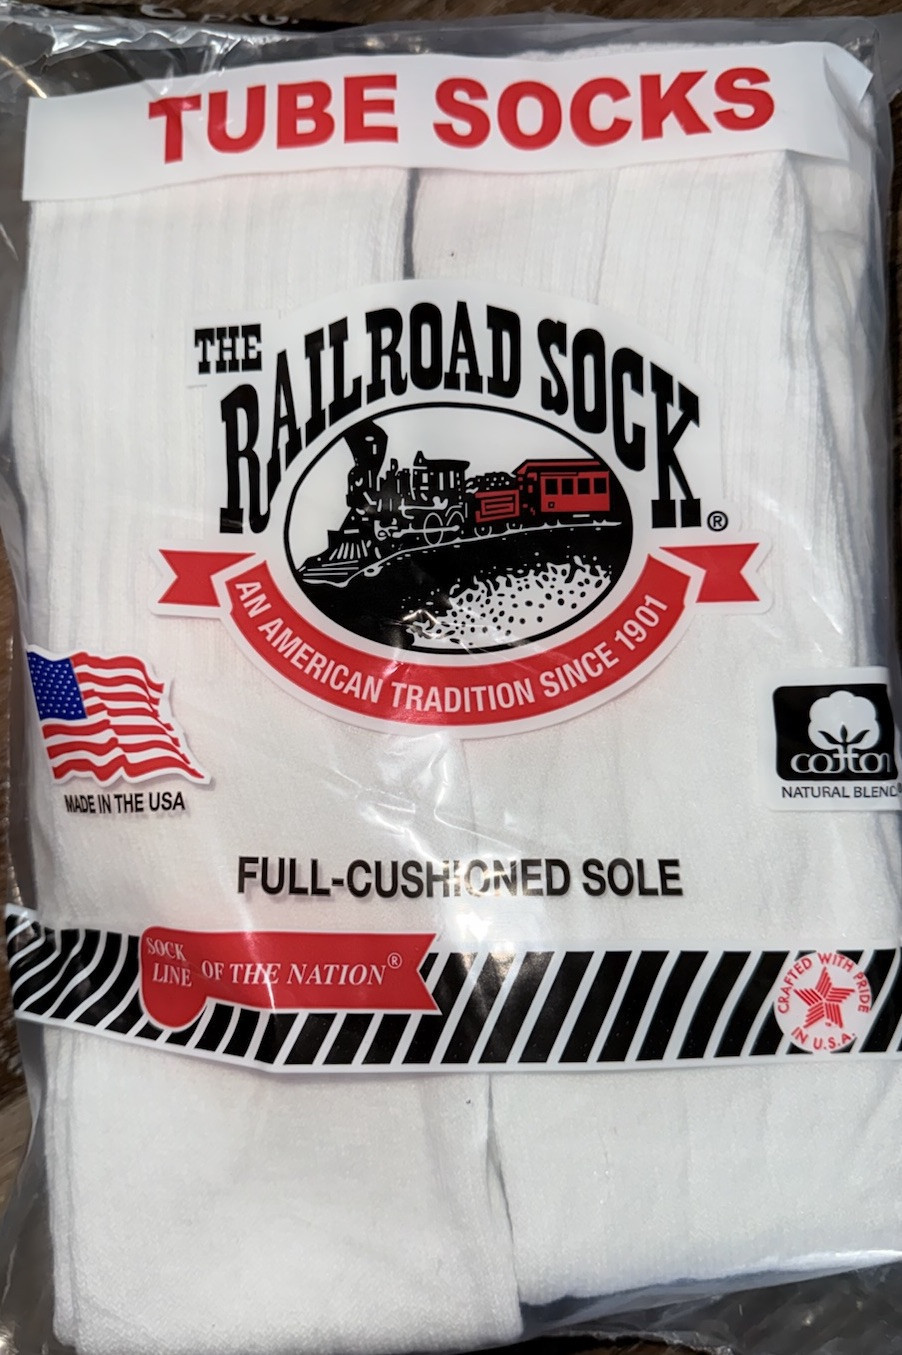 TUBE SOCKS
THE
RAILROAD SOCK®
AN AMERICAN TRADITION SINCE 1901
MADE IN THE USA
cotton
NATURAL BLEND
FULL-CUSHIONED SOLE
SOCK
LINE OF THE NATION®
CRAFTED WITH PRIDE
IN U.S.A.